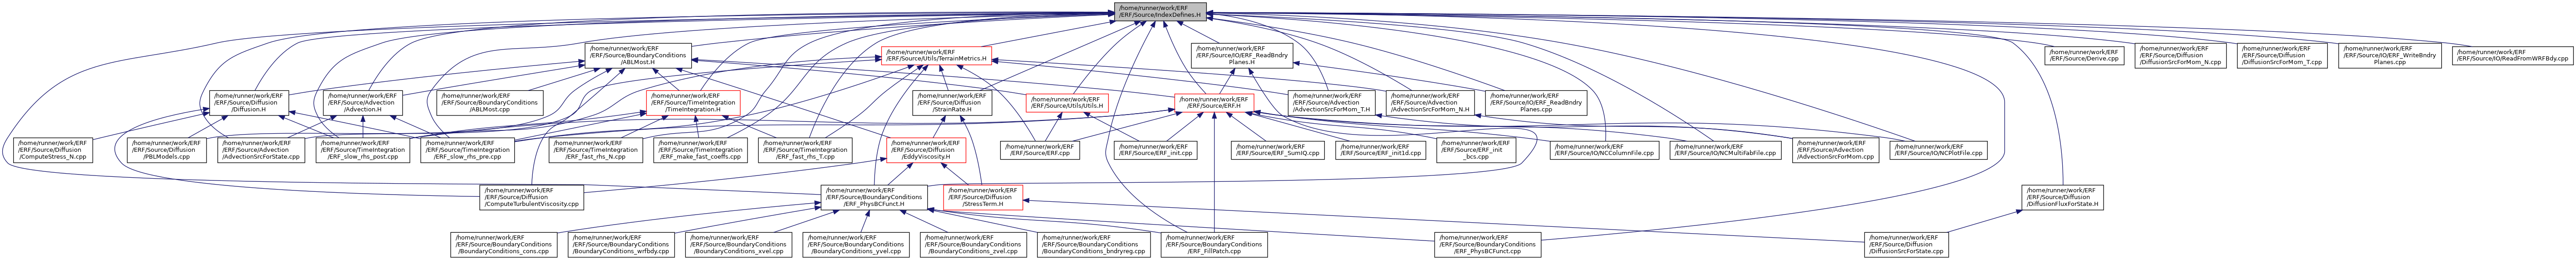 /home/runner/work/ERF
/ERF/Source/IndexDefines.H
/home/runner/work/ERF
/ERF/Source/BoundaryConditions
/ABLMost.H
/home/runner/work/ERF
/ERF/Source/Utils/TerrainMetrics.H
/home/runner/work/ERF
/ERF/Source/IO/ERF_ReadBndry
Planes.H
/home/runner/work/ERF
/ERF/Source/Derive.cpp
/home/runner/work/ERF
/ERF/Source/Diffusion
/DiffusionSrcForMom_N.cpp
/home/runner/work/ERF
/ERF/Source/Diffusion
/DiffusionSrcForMom_T.cpp
/home/runner/work/ERF
/ERF/Source/IO/ERF_WriteBndry
Planes.cpp
/home/runner/work/ERF
/ERF/Source/IO/ReadFromWRFBdy.cpp
/home/runner/work/ERF
/ERF/Source/Diffusion
/Diffusion.H
/home/runner/work/ERF
/ERF/Source/Advection
/Advection.H
/home/runner/work/ERF
/ERF/Source/BoundaryConditions
/ABLMost.cpp
/home/runner/work/ERF
/ERF/Source/TimeIntegration
/TimeIntegration.H
/home/runner/work/ERF
/ERF/Source/Diffusion
/StrainRate.H
/home/runner/work/ERF
/ERF/Source/Utils/Utils.H
/home/runner/work/ERF
/ERF/Source/ERF.H
/home/runner/work/ERF
/ERF/Source/Advection
/AdvectionSrcForMom_T.H
/home/runner/work/ERF
/ERF/Source/Advection
/AdvectionSrcForMom_N.H
/home/runner/work/ERF
/ERF/Source/IO/ERF_ReadBndry
Planes.cpp
/home/runner/work/ERF
/ERF/Source/Diffusion
/ComputeStress_N.cpp
/home/runner/work/ERF
/ERF/Source/Diffusion
/PBLModels.cpp
/home/runner/work/ERF
/ERF/Source/Advection
/AdvectionSrcForState.cpp
/home/runner/work/ERF
/ERF/Source/TimeIntegration
/ERF_slow_rhs_post.cpp
/home/runner/work/ERF
/ERF/Source/TimeIntegration
/ERF_slow_rhs_pre.cpp
/home/runner/work/ERF
/ERF/Source/TimeIntegration
/ERF_fast_rhs_N.cpp
/home/runner/work/ERF
/ERF/Source/TimeIntegration
/ERF_make_fast_coeffs.cpp
/home/runner/work/ERF
/ERF/Source/TimeIntegration
/ERF_fast_rhs_T.cpp
/home/runner/work/ERF
/ERF/Source/Diffusion
/EddyViscosity.H
/home/runner/work/ERF
/ERF/Source/ERF.cpp
/home/runner/work/ERF
/ERF/Source/ERF_init.cpp
/home/runner/work/ERF
/ERF/Source/ERF_SumIQ.cpp
/home/runner/work/ERF
/ERF/Source/ERF_init1d.cpp
/home/runner/work/ERF
/ERF/Source/ERF_init
_bcs.cpp
/home/runner/work/ERF
/ERF/Source/IO/NCColumnFile.cpp
/home/runner/work/ERF
/ERF/Source/IO/NCMultiFabFile.cpp
/home/runner/work/ERF
/ERF/Source/Advection
/AdvectionSrcForMom.cpp
/home/runner/work/ERF
/ERF/Source/IO/NCPlotFile.cpp
/home/runner/work/ERF
/ERF/Source/Diffusion
/ComputeTurbulentViscosity.cpp
/home/runner/work/ERF
/ERF/Source/BoundaryConditions
/ERF_PhysBCFunct.H
/home/runner/work/ERF
/ERF/Source/Diffusion
/StressTerm.H
/home/runner/work/ERF
/ERF/Source/Diffusion
/DiffusionFluxForState.H
/home/runner/work/ERF
/ERF/Source/BoundaryConditions
/BoundaryConditions_cons.cpp
/home/runner/work/ERF
/ERF/Source/BoundaryConditions
/BoundaryConditions_wrfbdy.cpp
/home/runner/work/ERF
/ERF/Source/BoundaryConditions
/BoundaryConditions_xvel.cpp
/home/runner/work/ERF
/ERF/Source/BoundaryConditions
/BoundaryConditions_yvel.cpp
/home/runner/work/ERF
/ERF/Source/BoundaryConditions
/BoundaryConditions_zvel.cpp
/home/runner/work/ERF
/ERF/Source/BoundaryConditions
/BoundaryConditions_bndryreg.cpp
/home/runner/work/ERF
/ERF/Source/BoundaryConditions
/ERF_FillPatch.cpp
/home/runner/work/ERF
/ERF/Source/BoundaryConditions
/ERF_PhysBCFunct.cpp
/home/runner/work/ERF
/ERF/Source/Diffusion
/DiffusionSrcForState.cpp